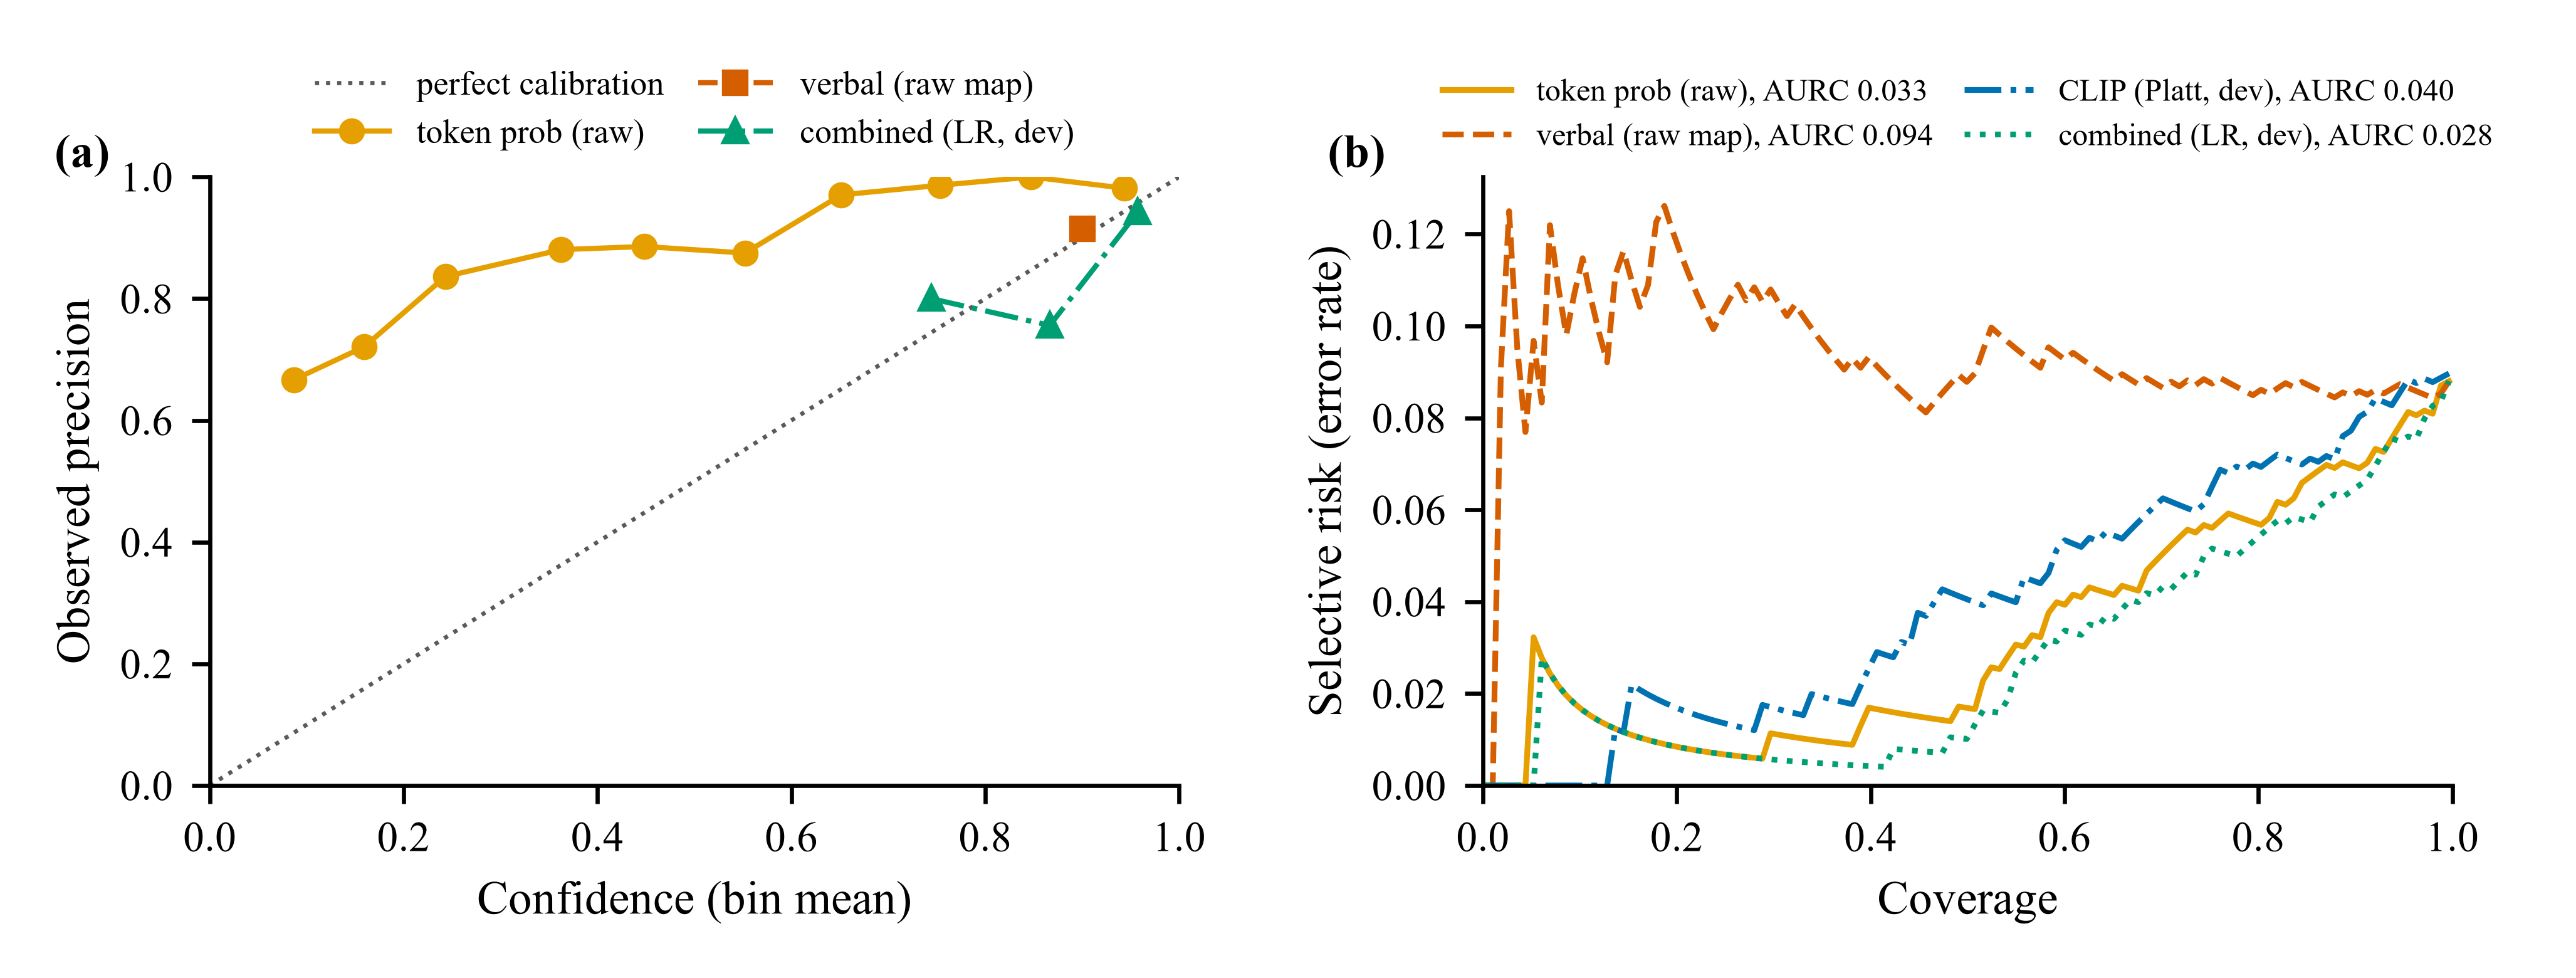 (a)
perfect calibration
token prob (raw)
verbal (raw map)
combined (LR, dev)
Observed precision
1.0
0.8
0.6
0.4
0.2
0.0
0.0 0.2 0.4 0.6 0.8 1.0
Confidence (bin mean)
(b)
token prob (raw), AURC 0.033
verbal (raw map), AURC 0.094
CLIP (Platt, dev), AURC 0.040
combined (LR, dev), AURC 0.028
Selective risk (error rate)
0.12
0.10
0.08
0.06
0.04
0.02
0.00
0.0 0.2 0.4 0.6 0.8 1.0
Coverage